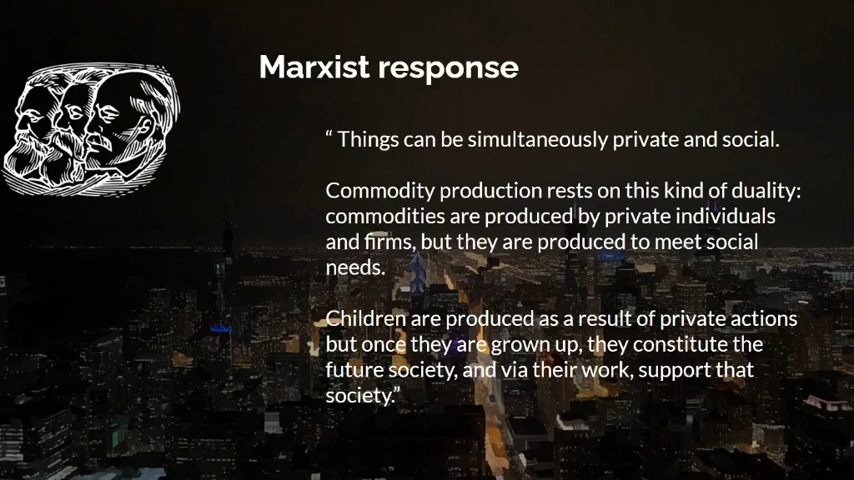 Marxist response
“ Things can be simultaneously private and social.
Commodity production rests on this kind of duality:
commodities are produced by private individuals
and firms, but they are produced to meet social
needs.
Children are produced as a result of private actions
but once they are grown up, they constitute the
future society, and via their work, support that
society.”